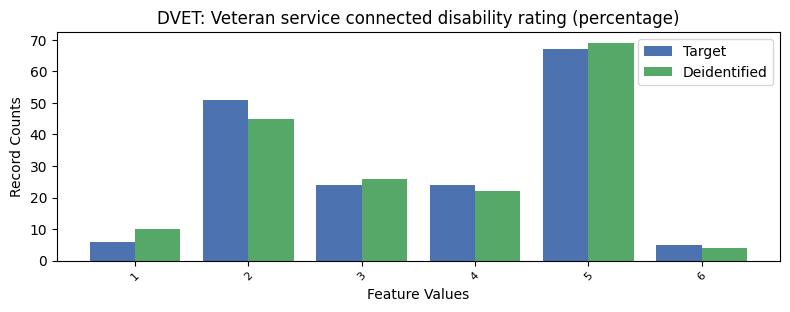 DVET: Veteran service connected disability rating (percentage)
Target
Deidentified
Record Counts
70
60
50
40
30
20
10
0
1 2 3 4 5 6
Feature Values